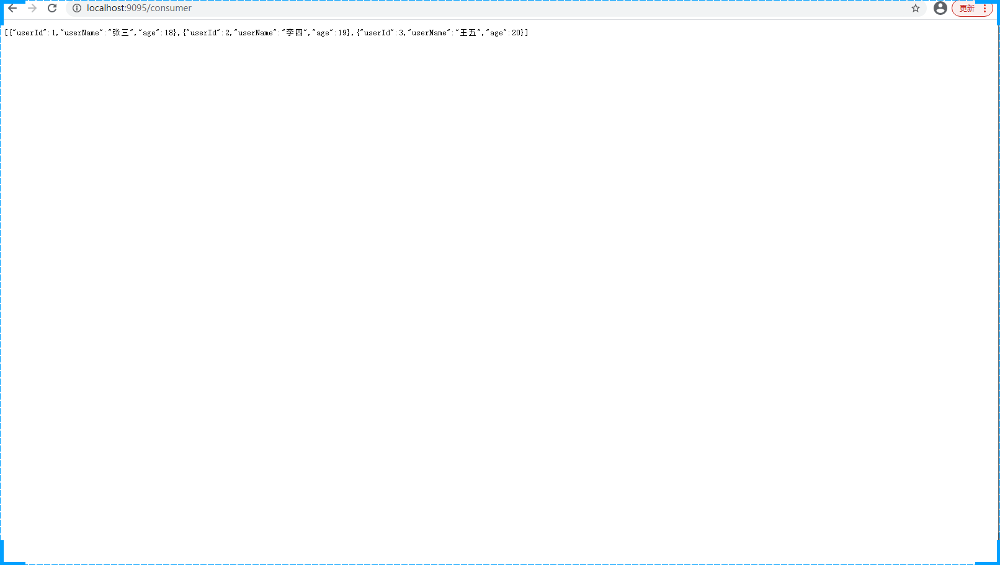 localhost:9095/consumer
更新
[{"userId":1,"userName":"张三","age":18},{"userId":2,"userName":"李四","age":19},{"userId":3,"userName":"王五","age":20}]